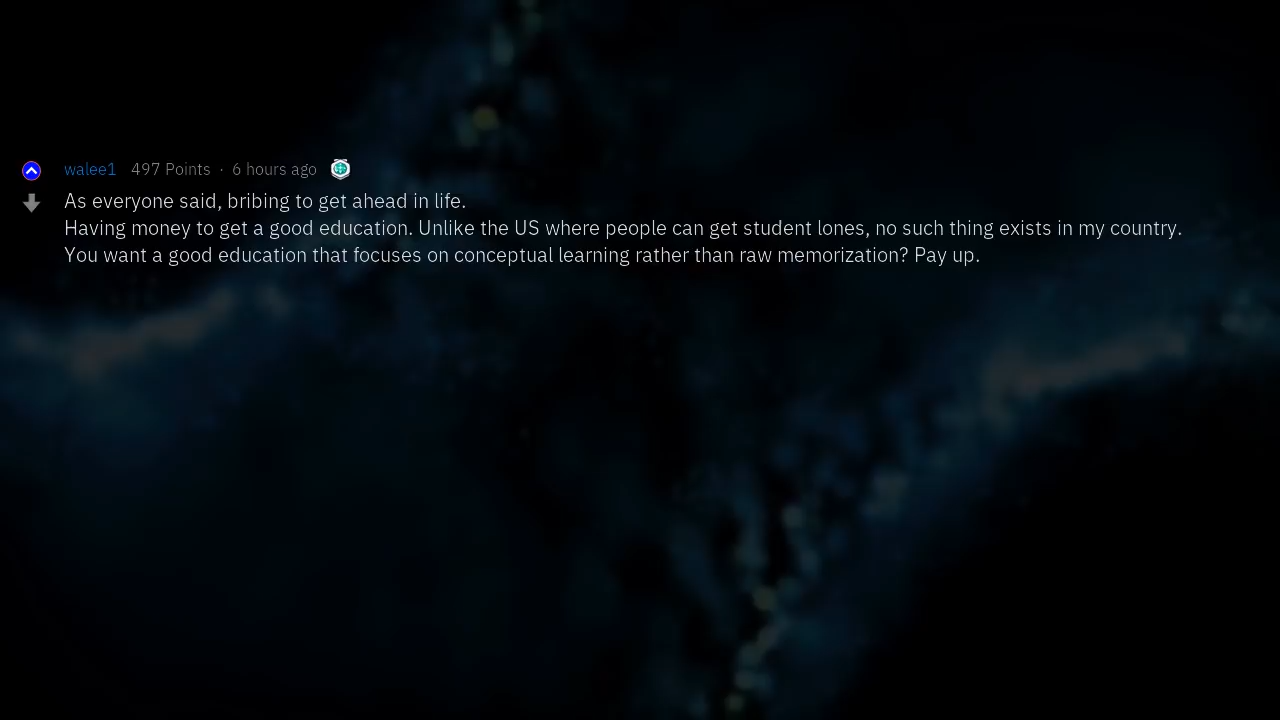 walee1 497 Points · 6 hours ago
As everyone said, bribing to get ahead in life.
Having money to get a good education. Unlike the US where people can get student lones, no such thing exists in my country.
You want a good education that focuses on conceptual learning rather than raw memorization? Pay up.